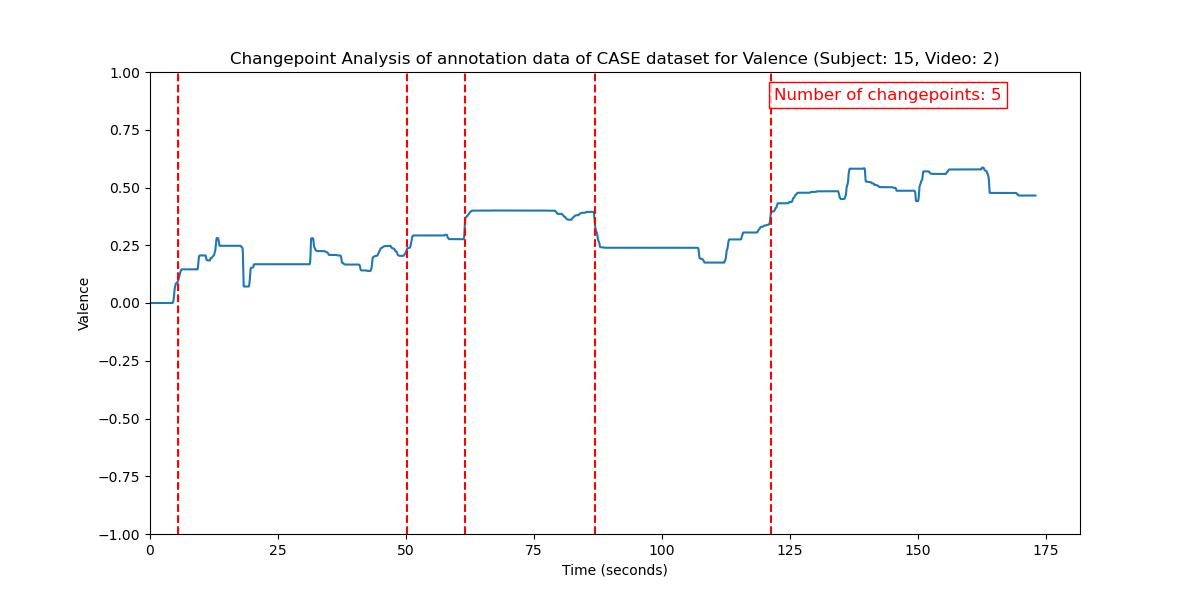 Changepoint Analysis of annotation data of CASE dataset for Valence (Subject: 15, Video: 2)
Number of changepoints: 5
1.00
0.75
0.50
0.25
0.00
−0.25
−0.50
−0.75
−1.00
Valence
0 25 50 75 100 125 150 175
Time (seconds)